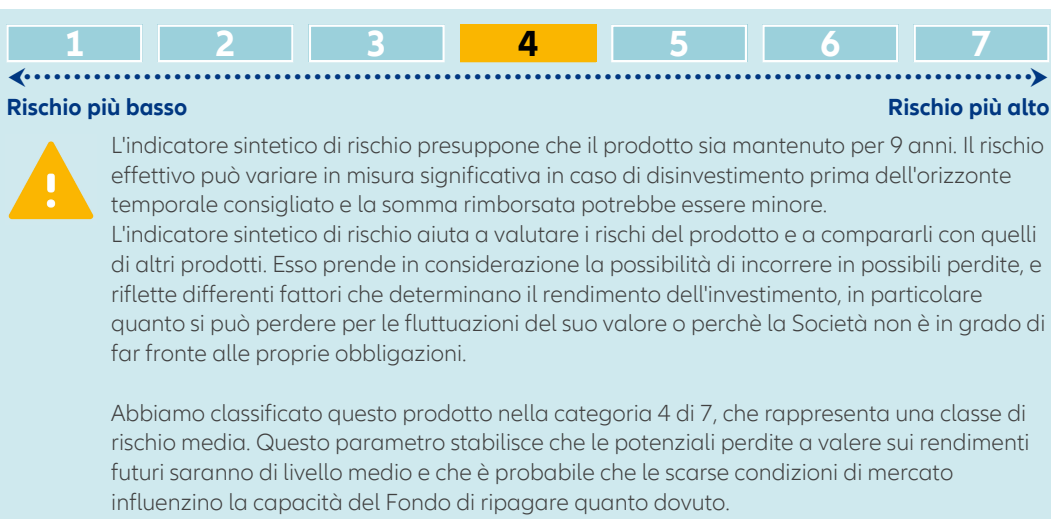 1 2 3 4 5 6 7
Rischio più basso Rischio più alto
L'indicatore sintetico di rischio presuppone che il prodotto sia mantenuto per 9 anni. Il rischio
effettivo può variare in misura significativa in caso di disinvestimento prima dell'orizzonte
temporale consigliato e la somma rimborsata potrebbe essere minore.
L'indicatore sintetico di rischio aiuta a valutare i rischi del prodotto e a compararli con quelli
di altri prodotti. Esso prende in considerazione la possibilità di incorrere in possibili perdite, e
riflette differenti fattori che determinano il rendimento dell'investimento, in particolare
quanto si può perdere per le fluttuazioni del suo valore o perchè la Società non è in grado di
far fronte alle proprie obbligazioni.
Abbiamo classificato questo prodotto nella categoria 4 di 7, che rappresenta una classe di
rischio media. Questo parametro stabilisce che le potenziali perdite a valere sui rendimenti
futuri saranno di livello medio e che è probabile che le scarse condizioni di mercato
influenzino la capacità del Fondo di ripagare quanto dovuto.